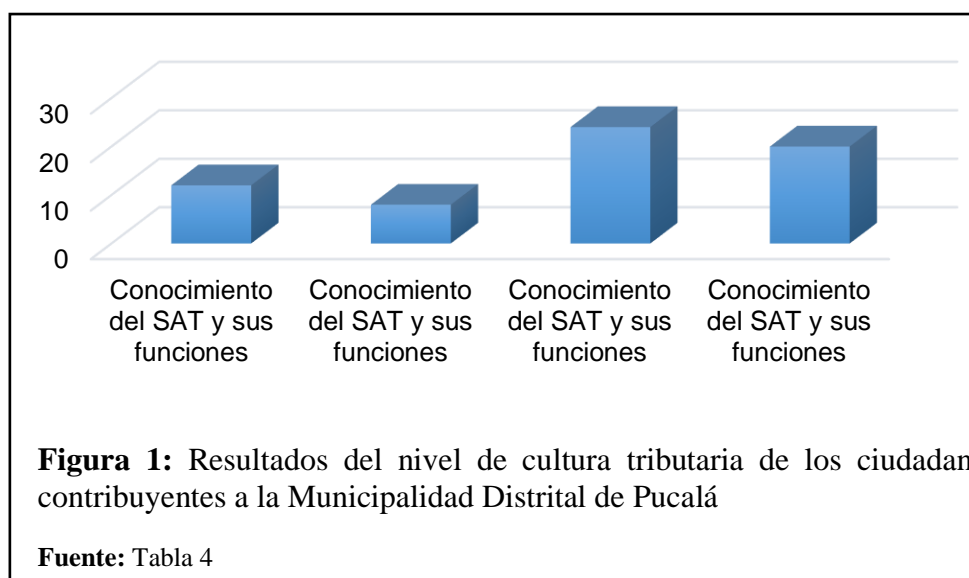 30
20
10
0
Conocimiento del SAT y sus funciones
Conocimiento del SAT y sus funciones
Conocimiento del SAT y sus funciones
Conocimiento del SAT y sus funciones
Figura 1: Resultados del nivel de cultura tributaria de los ciudadan
contribuyentes a la Municipalidad Distrital de Pucalá
Fuente: Tabla 4